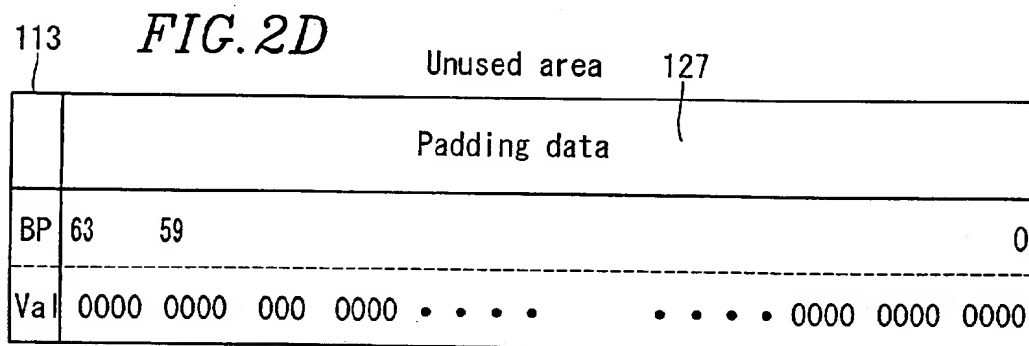 113 FIG.2D
Unused area 127
Padding data
BP 63 59 0
Val 0000 0000 000 0000 • • • • • • • • 0000 0000 0000